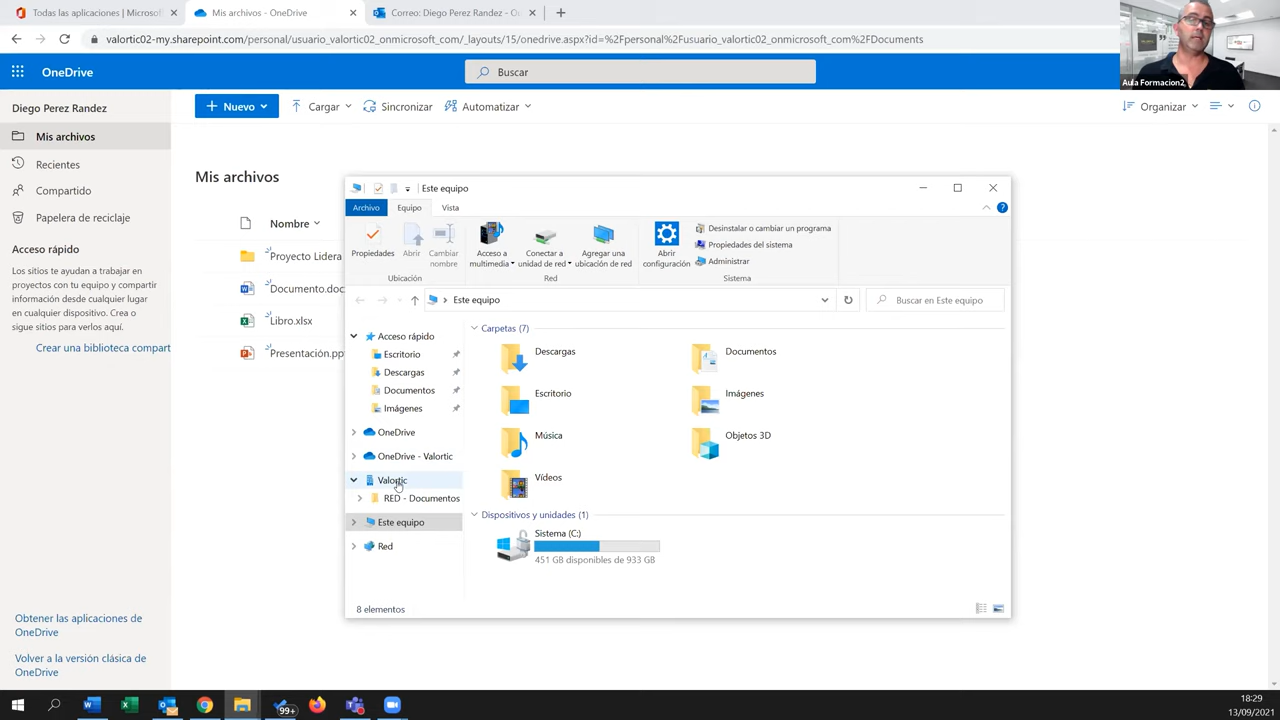 Todas las aplicaciones | Microsof
Mis archivos - OneDrive
Correo: Diego Perez Randez - Ou
valortic02-my.sharepoint.com/personal/usuario_valortic02_onmicrosoft_com/_layouts/15/onedrive.aspx?id=%2Fpersonal%2Fusuario_valortic02_onmicrosoft_com%2FDocuments
OneDrive
Buscar
Aula Formacion2
Diego Perez Randez
Nuevo
Cargar
Sincronizar
Automatizar
Organizar
Mis archivos
Recientes
Compartido
Papelera de reciclaje
Acceso rápido
Los sitios te ayudan a trabajar en
proyectos con tu equipo y compartir
información desde cualquier lugar
en cualquier dispositivo. Crea o
sigue sitios para verlos aquí.
Crear una biblioteca compart
Obtener las aplicaciones de
OneDrive
Volver a la versión clásica de
OneDrive
Mis archivos
Nombre
Proyecto Lidera
Documento.doc
Libro.xlsx
Presentación.pp
Este equipo
Archivo
Equipo
Vista
Propiedades
Abrir
Cambiar
nombre
Ubicación
Acceso a
multimedia
Conectar a
unidad de red
Agregar una
ubicación de red
Red
Abrir
configuración
Desinstalar o cambiar un programa
Propiedades del sistema
Administrar
Sistema
Este equipo
Buscar en Este equipo
Acceso rápido
Escritorio
Descargas
Documentos
Imágenes
OneDrive
OneDrive - Valortic
Valortic
RED - Documentos
Este equipo
Red
Carpetas (7)
Descargas
Documentos
Escritorio
Imágenes
Música
Objetos 3D
Vídeos
Dispositivos y unidades (1)
Sistema (C:)
451 GB disponibles de 933 GB
8 elementos
99+
18:29
13/09/2021